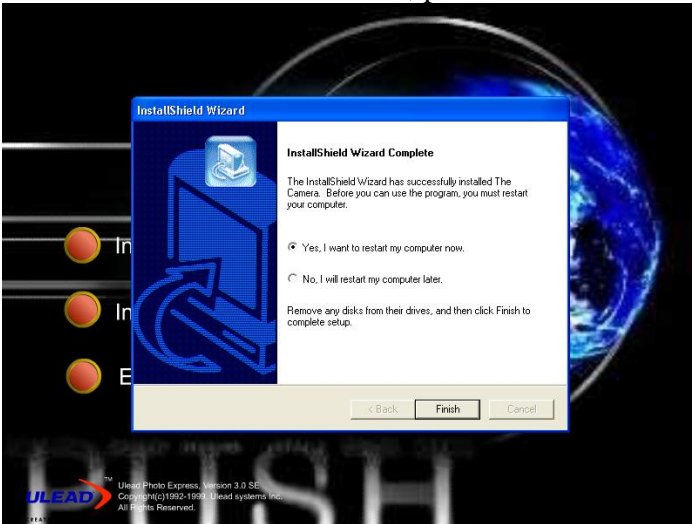 InstallShield Wizard
InstallShield Wizard Complete
The InstallShield Wizard has successfully installed The
Camera. Before you can use the program, you must restart
your computer.
Yes, I want to restart my computer now.
In
No, I will restart my computer later.
In
Remove any disks from their drives, and then click Finish to
complete setup.
E
< Back
Finish
Cancel
ULEAD
TM
Ulead Photo Express, Version 3.0 SE
Copyright(c)1992-1999. Ulead systems Inc.
All Rights Reserved.